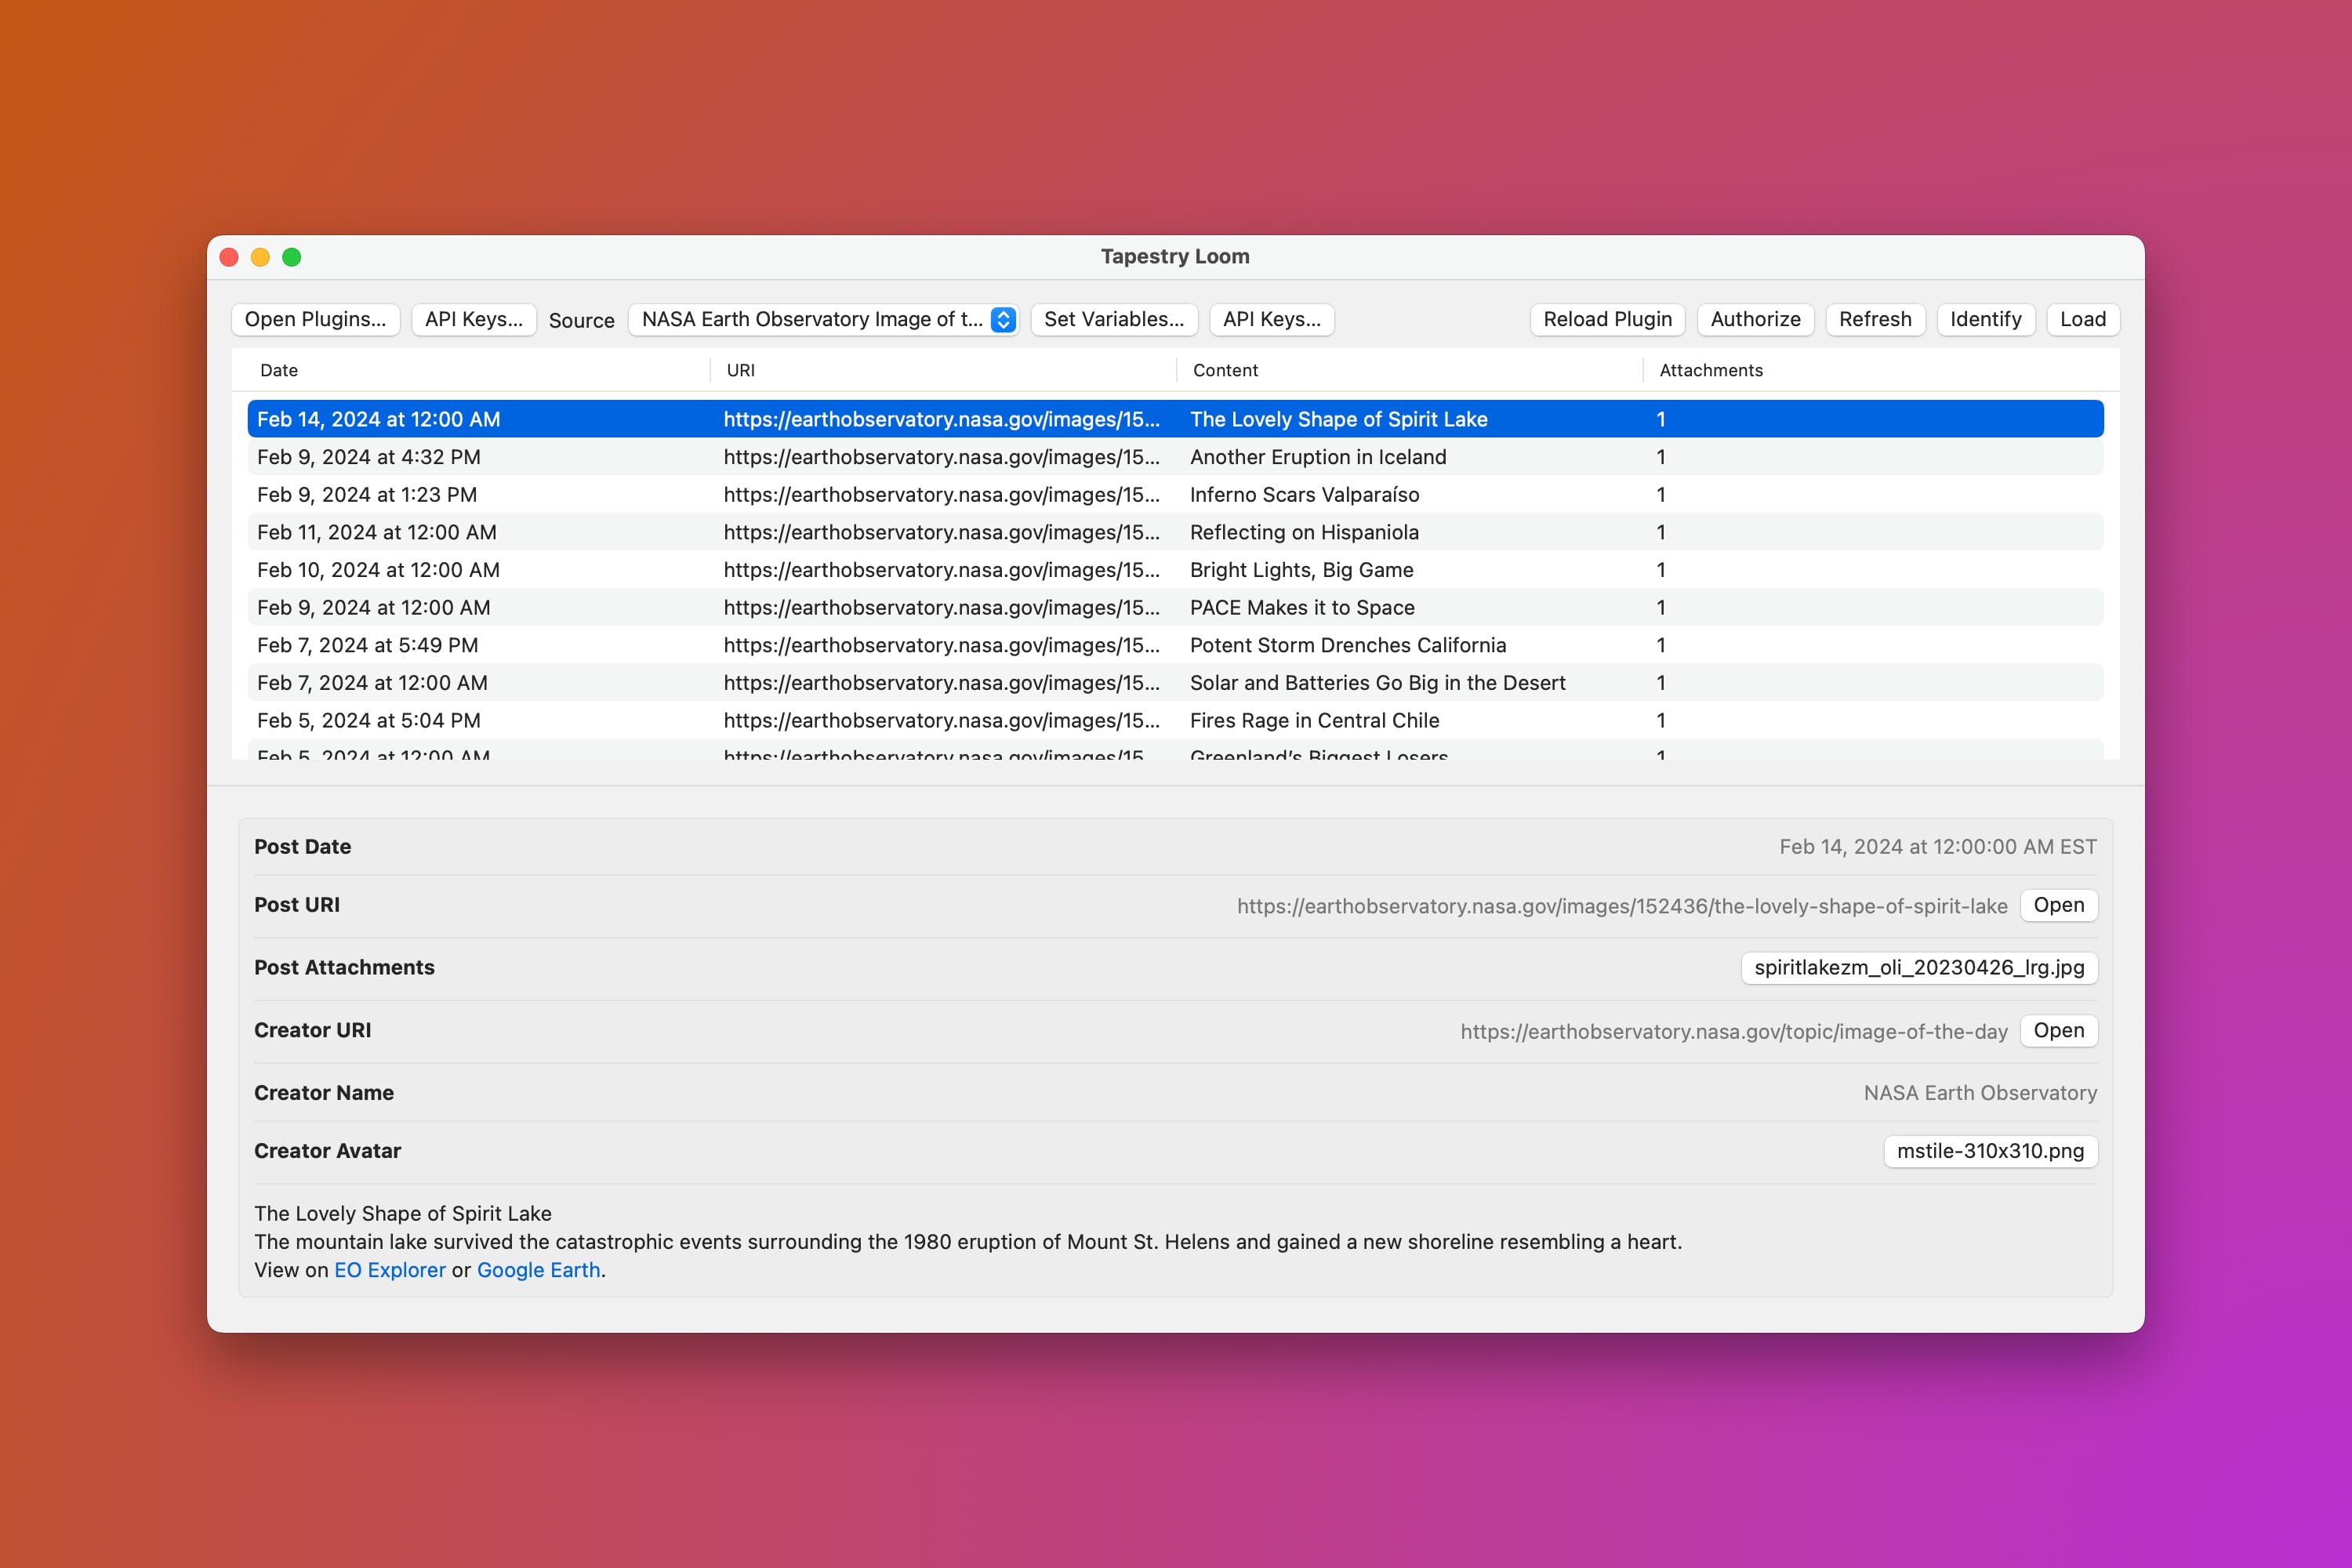 Tapestry Loom
Open Plugins... API Keys... Source NASA Earth Observatory Image of t... Set Variables... API Keys... Reload Plugin Authorize Refresh Identify Load
Date URI Content Attachments
Feb 14, 2024 at 12:00 AM https://earthobservatory.nasa.gov/images/15... The Lovely Shape of Spirit Lake 1
Feb 9, 2024 at 4:32 PM https://earthobservatory.nasa.gov/images/15... Another Eruption in Iceland 1
Feb 9, 2024 at 1:23 PM https://earthobservatory.nasa.gov/images/15... Inferno Scars Valparaíso 1
Feb 11, 2024 at 12:00 AM https://earthobservatory.nasa.gov/images/15... Reflecting on Hispaniola 1
Feb 10, 2024 at 12:00 AM https://earthobservatory.nasa.gov/images/15... Bright Lights, Big Game 1
Feb 9, 2024 at 12:00 AM https://earthobservatory.nasa.gov/images/15... PACE Makes it to Space 1
Feb 7, 2024 at 5:49 PM https://earthobservatory.nasa.gov/images/15... Potent Storm Drenches California 1
Feb 7, 2024 at 12:00 AM https://earthobservatory.nasa.gov/images/15... Solar and Batteries Go Big in the Desert 1
Feb 5, 2024 at 5:04 PM https://earthobservatory.nasa.gov/images/15... Fires Rage in Central Chile 1
Feb 5, 2024 at 12:00 AM https://earthobservatory.nasa.gov/images/15... Greenland’s Biggest Losers 1
Post Date Feb 14, 2024 at 12:00:00 AM EST
Post URI https://earthobservatory.nasa.gov/images/152436/the-lovely-shape-of-spirit-lake Open
Post Attachments spiritlakezm_oli_20230426_lrg.jpg
Creator URI https://earthobservatory.nasa.gov/topic/image-of-the-day Open
Creator Name NASA Earth Observatory
Creator Avatar mstile-310x310.png
The Lovely Shape of Spirit Lake
The mountain lake survived the catastrophic events surrounding the 1980 eruption of Mount St. Helens and gained a new shoreline resembling a heart.
View on EO Explorer or Google Earth.